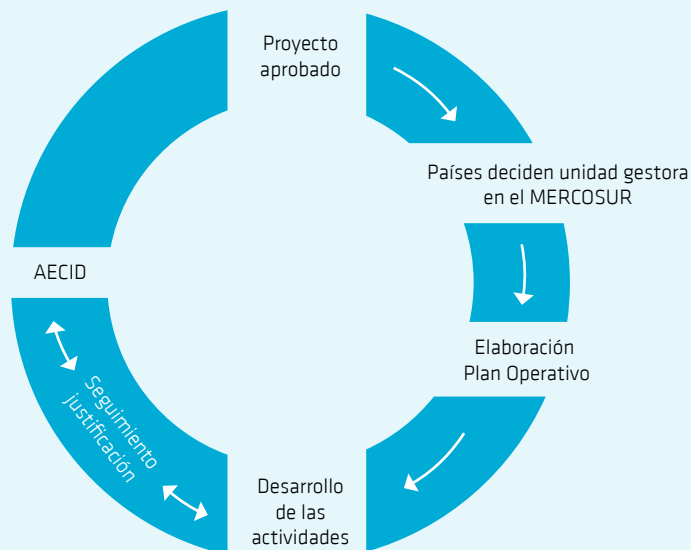 Proyecto
aprobado
Países deciden unidad gestora
en el MERCOSUR
Elaboración
Plan Operativo
Desarrollo
de las
actividades
Seguimiento
justificación
AECID